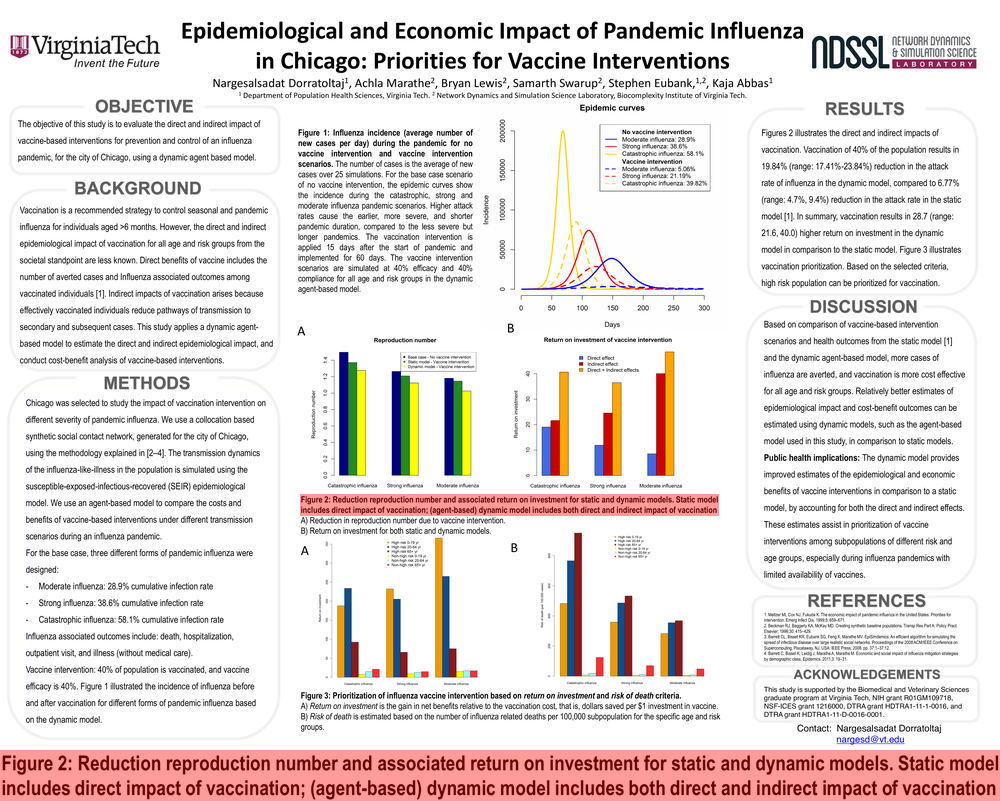 VirginiaTech
1872
Invent the Future
Epidemiological and Economic Impact of Pandemic Influenza
in Chicago: Priorities for Vaccine Interventions
Nargesalsadat Dorratoltaj1, Achla Marathe2, Bryan Lewis2, Samarth Swarup2, Stephen Eubank,1,2, Kaja Abbas1
1 Department of Population Health Sciences, Virginia Tech. 2 Network Dynamics and Simulation Science Laboratory, Biocomplexity Institute of Virginia Tech.
NDSSL
NETWORK DYNAMICS
& SIMULATION SCIENCE
LABORATORY
OBJECTIVE
The objective of this study is to evaluate the direct and indirect impact of
vaccine-based interventions for prevention and control of an influenza
pandemic, for the city of Chicago, using a dynamic agent based model.
BACKGROUND
Vaccination is a recommended strategy to control seasonal and pandemic
influenza for individuals aged >6 months. However, the direct and indirect
epidemiological impact of vaccination for all age and risk groups from the
societal standpoint are less known. Direct benefits of vaccine includes the
number of averted cases and Influenza associated outcomes among
vaccinated individuals [1]. Indirect impacts of vaccination arises because
effectively vaccinated individuals reduce pathways of transmission to
secondary and subsequent cases. This study applies a dynamic agent-
based model to estimate the direct and indirect epidemiological impact, and
conduct cost-benefit analysis of vaccine-based interventions.
METHODS
Chicago was selected to study the impact of vaccination intervention on
different severity of pandemic influenza. We use a collocation based
synthetic social contact network, generated for the city of Chicago,
using the methodology explained in [2–4]. The transmission dynamics
of the influenza-like-illness in the population is simulated using the
susceptible-exposed-infectious-recovered (SEIR) epidemiological
model. We use an agent-based model to compare the costs and
benefits of vaccine-based interventions under different transmission
scenarios during an influenza pandemic.
For the base case, three different forms of pandemic influenza were
designed:
- Moderate influenza: 28.9% cumulative infection rate
- Strong influenza: 38.6% cumulative infection rate
- Catastrophic influenza: 58.1% cumulative infection rate
Influenza associated outcomes include: death, hospitalization,
outpatient visit, and illness (without medical care).
Vaccine intervention: 40% of population is vaccinated, and vaccine
efficacy is 40%. Figure 1 illustrated the incidence of influenza before
and after vaccination for different forms of pandemic influenza based
on the dynamic model.
Figure 1: Influenza incidence (average number of
new cases per day) during the pandemic for no
vaccine intervention and vaccine intervention
scenarios. The number of cases is the average of new
cases over 25 simulations. For the base case scenario
of no vaccine intervention, the epidemic curves show
the incidence during the catastrophic, strong and
moderate influenza pandemic scenarios. Higher attack
rates cause the earlier, more severe, and shorter
pandemic duration, compared to the less severe but
longer pandemics. The vaccination intervention is
applied 15 days after the start of pandemic and
implemented for 60 days. The vaccine intervention
scenarios are simulated at 40% efficacy and 40%
compliance for all age and risk groups in the dynamic
agent-based model.
Epidemic curves
No vaccine intervention
Moderate influenza: 28.9%
Strong influenza: 38.6%
Catastrophic influenza: 58.1%
Vaccine intervention
Moderate influenza: 5.06%
Strong influenza: 21.19%
Catastrophic influenza: 39.82%
Incidence
0 50000 100000 150000 200000
0 50 100 150 200 250 300
Days
A
Reproduction number
Base case - No vaccine intervention
Static model - Vaccine intervention
Dynamic model - Vaccine intervention
Reproduction number
0.0 0.2 0.4 0.6 0.8 1.0 1.2 1.4
Catastrophic influenza Strong influenza Moderate influenza
B
Return on investment of vaccine intervention
Direct effect
Indirect effect
Direct + Indirect effects
Return on investment
0 10 20 30 40
Catastrophic influenza Strong influenza Moderate influenza
Figure 2: Reduction reproduction number and associated return on investment for static and dynamic models. Static model
includes direct impact of vaccination; (agent-based) dynamic model includes both direct and indirect impact of vaccination
A) Reduction in reproduction number due to vaccine intervention.
B) Return on investment for both static and dynamic models.
A
High risk 0-19 yr
High risk 20-64 yr
High risk 65+ yr
Non-high risk 0-19 yr
Non-high risk 20-64 yr
Non-high risk 65+ yr
Return on investment
Catastrophic influenza Strong influenza Moderate influenza
B
High risk 0-19 yr
High risk 20-64 yr
High risk 65+ yr
Non-high risk 0-19 yr
Non-high risk 20-64 yr
Non-high risk 65+ yr
Risk of death (per 100,000 cases)
Catastrophic influenza Strong influenza Moderate influenza
Figure 3: Prioritization of influenza vaccine intervention based on return on investment and risk of death criteria.
A) Return on investment is the gain in net benefits relative to the vaccination cost, that is, dollars saved per $1 investment in vaccine.
B) Risk of death is estimated based on the number of influenza related deaths per 100,000 subpopulation for the specific age and risk
groups.
RESULTS
Figures 2 illustrates the direct and indirect impacts of
vaccination. Vaccination of 40% of the population results in
19.84% (range: 17.41%-23.84%) reduction in the attack
rate of influenza in the dynamic model, compared to 6.77%
(range: 4.7%, 9.4%) reduction in the attack rate in the static
model [1]. In summary, vaccination results in 28.7 (range:
21.6, 40.0) higher return on investment in the dynamic
model in comparison to the static model. Figure 3 illustrates
vaccination prioritization. Based on the selected criteria,
high risk population can be prioritized for vaccination.
DISCUSSION
Based on comparison of vaccine-based intervention
scenarios and health outcomes from the static model [1]
and the dynamic agent-based model, more cases of
influenza are averted, and vaccination is more cost effective
for all age and risk groups. Relatively better estimates of
epidemiological impact and cost-benefit outcomes can be
estimated using dynamic models, such as the agent-based
model used in this study, in comparison to static models.
Public health implications: The dynamic model provides
improved estimates of the epidemiological and economic
benefits of vaccine interventions in comparison to a static
model, by accounting for both the direct and indirect effects.
These estimates assist in prioritization of vaccine
interventions among subpopulations of different risk and
age groups, especially during influenza pandemics with
limited availability of vaccines.
REFERENCES
1. Meltzer MI, Cox NJ, Fukuda K. The economic impact of pandemic influenza in the United States: Priorities for
intervention. Emerg Infect Dis. 1999;5: 659–671.
2. Beckman RJ, Baggerly KA, McKay MD. Creating synthetic baseline populations. Transp Res Part A: Policy Pract.
Elsevier; 1996;30: 415–429.
3. Barrett CL, Bisset KR, Eubank SG, Feng X, Marathe MV. EpiSimdemics: An efficient algorithm for simulating the
spread of infectious disease over large realistic social networks. Proceedings of the 2008 ACM/IEEE Conference on
Supercomputing. Piscataway, NJ, USA: IEEE Press; 2008. pp. 37:1–37:12.
4. Barrett C, Bisset K, Leidig J, Marathe A, Marathe M. Economic and social impact of influenza mitigation strategies
by demographic class. Epidemics. 2011;3: 19–31.
ACKNOWLEDGEMENTS
This study is supported by the Biomedical and Veterinary Sciences
graduate program at Virginia Tech, NIH grant R01GM109718,
NSF-ICES grant 1216000, DTRA grant HDTRA1-11-1-0016, and
DTRA grant HDTRA1-11-D-0016-0001.
Contact: Nargesalsadat Dorratoltaj
nargesd@vt.edu
Figure 2: Reduction reproduction number and associated return on investment for static and dynamic models. Static model
includes direct impact of vaccination; (agent-based) dynamic model includes both direct and indirect impact of vaccination